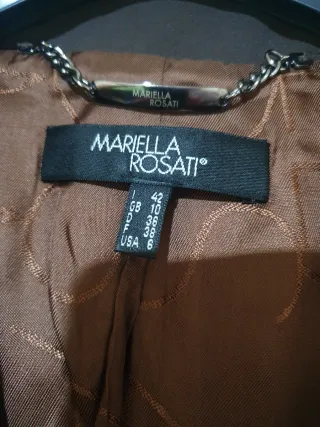 MARIELLA
ROSATI
MARIELLA
ROSATI®
I 42
GB 10
D 36
F 38
USA 6